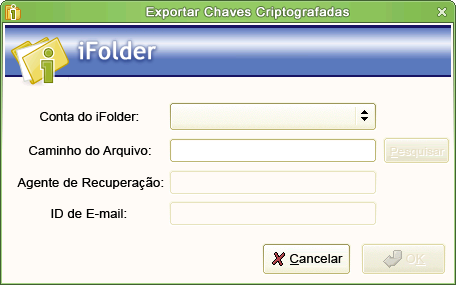 Exportar Chaves Criptografadas
iFolder
Conta do iFolder:
Caminho do Arquivo: Pesquisar
Agente de Recuperação:
ID de E-mail:
Cancelar OK